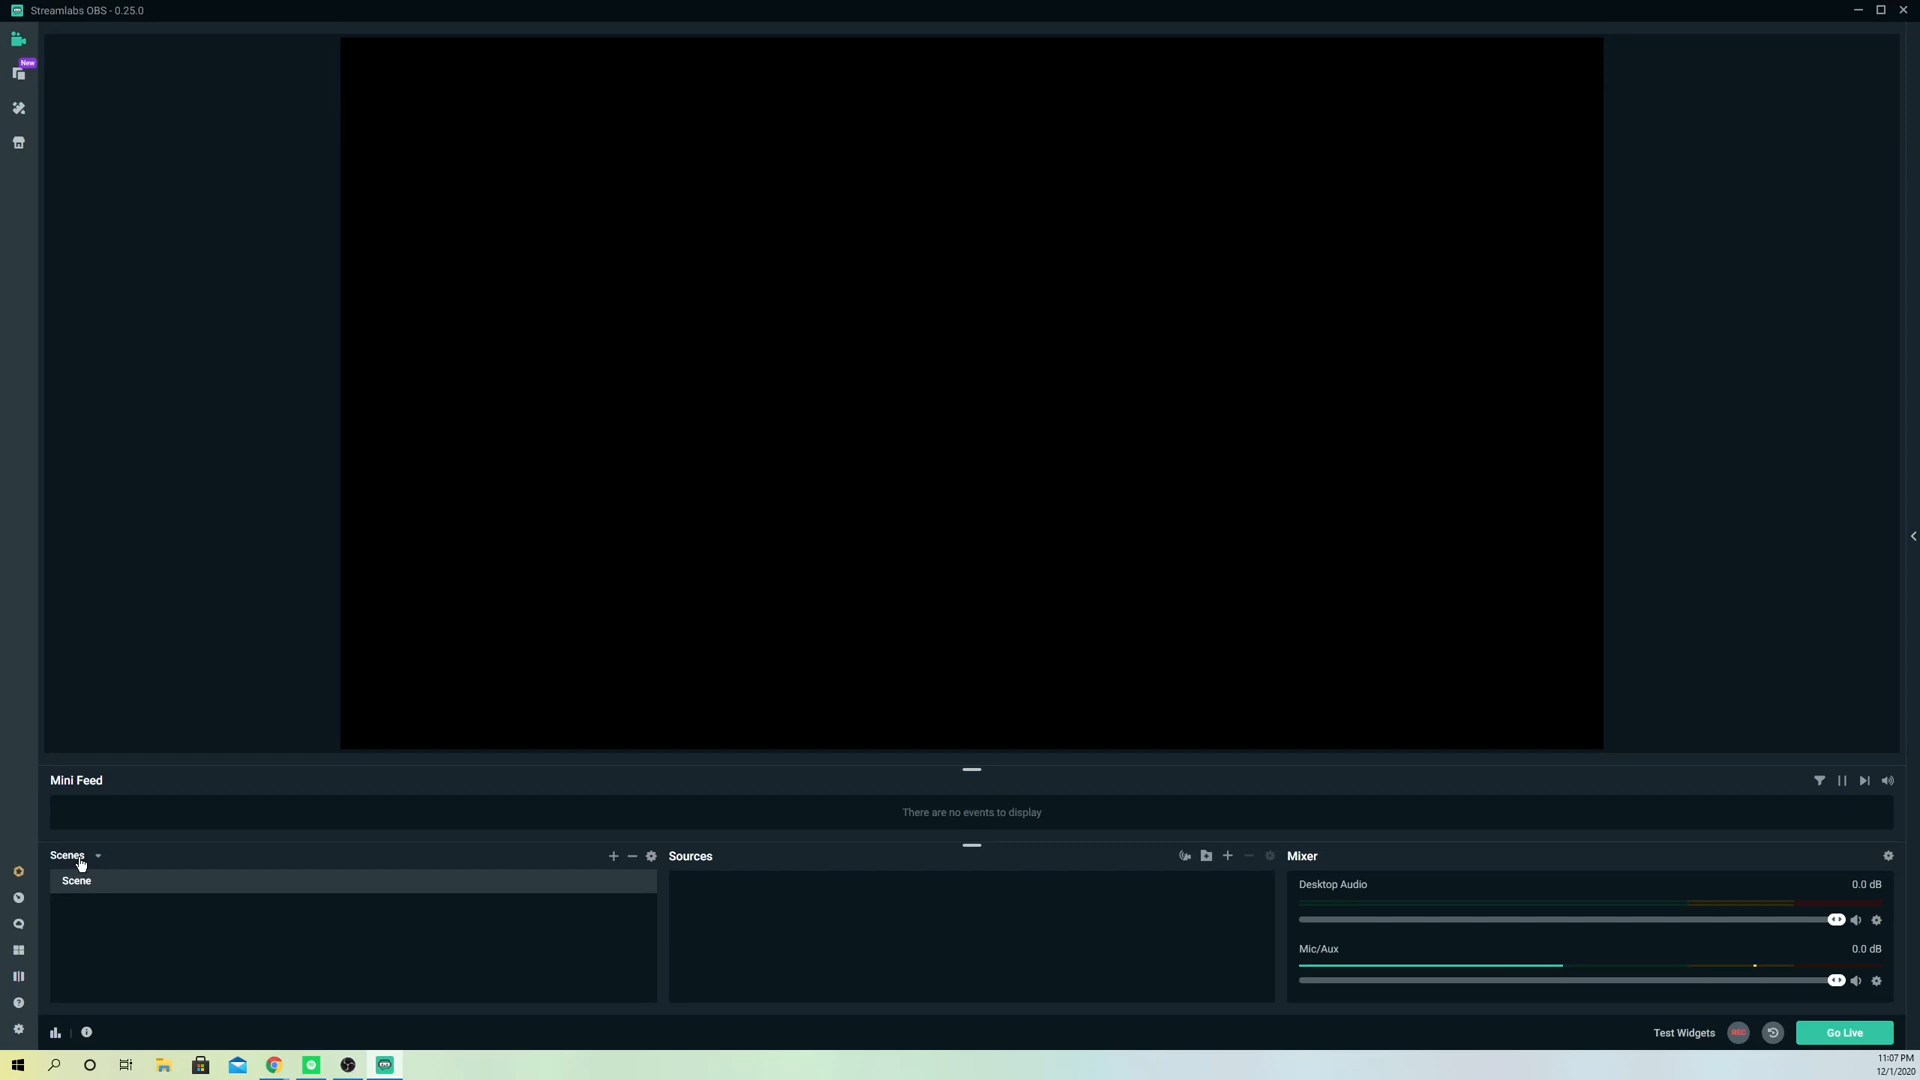 Streamlabs OBS - 0.25.0
New
Mini Feed
There are no events to display
Scenes
Scene
Sources
Mixer
Desktop Audio
0.0 dB
Mic/Aux
0.0 dB
Test Widgets
REC
Go Live
11:07 PM
12/1/2020